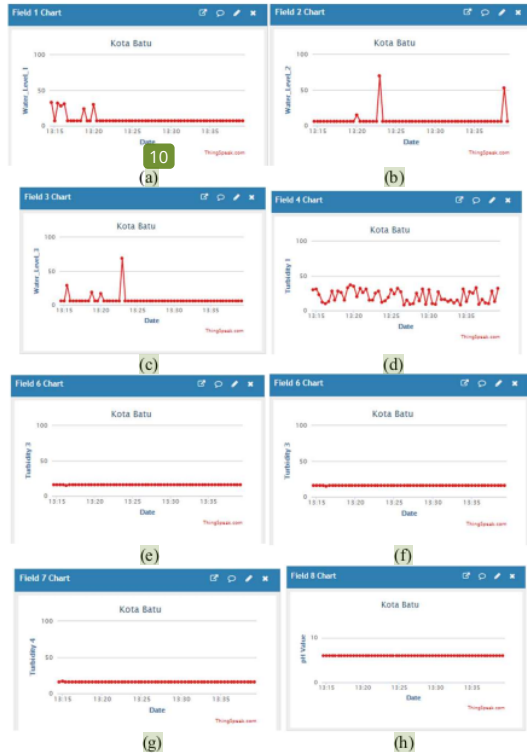 Field 1 Chart
Kota Batu
Water_Level_1
100
50
0
13:15 13:20 13:25 13:30 13:35
Date
ThingSpeak.com
10
(a)
Field 2 Chart
Kota Batu
Water_Level_2
100
50
0
13:15 13:20 13:25 13:30 13:35
Date
ThingSpeak.com
(b)
Field 3 Chart
Kota Batu
Water_Level_3
100
50
0
13:15 13:20 13:25 13:30 13:35
Date
ThingSpeak.com
(c)
Field 4 Chart
Kota Batu
Turbidity 1
100
50
0
13:15 13:20 13:25 13:30 13:35
Date
ThingSpeak.com
(d)
Field 6 Chart
Kota Batu
Turbidity 3
100
50
0
13:15 13:20 13:25 13:30 13:35
Date
ThingSpeak.com
(e)
Field 6 Chart
Kota Batu
Turbidity 3
100
50
0
13:15 13:20 13:25 13:30 13:35
Date
ThingSpeak.com
(f)
Field 7 Chart
Kota Batu
Turbidity 4
100
50
0
13:15 13:20 13:25 13:30 13:35
Date
ThingSpeak.com
(g)
Field 8 Chart
Kota Batu
pH Value
10
0
13:15 13:20 13:25 13:30 13:35
Date
ThingSpeak.com
(h)